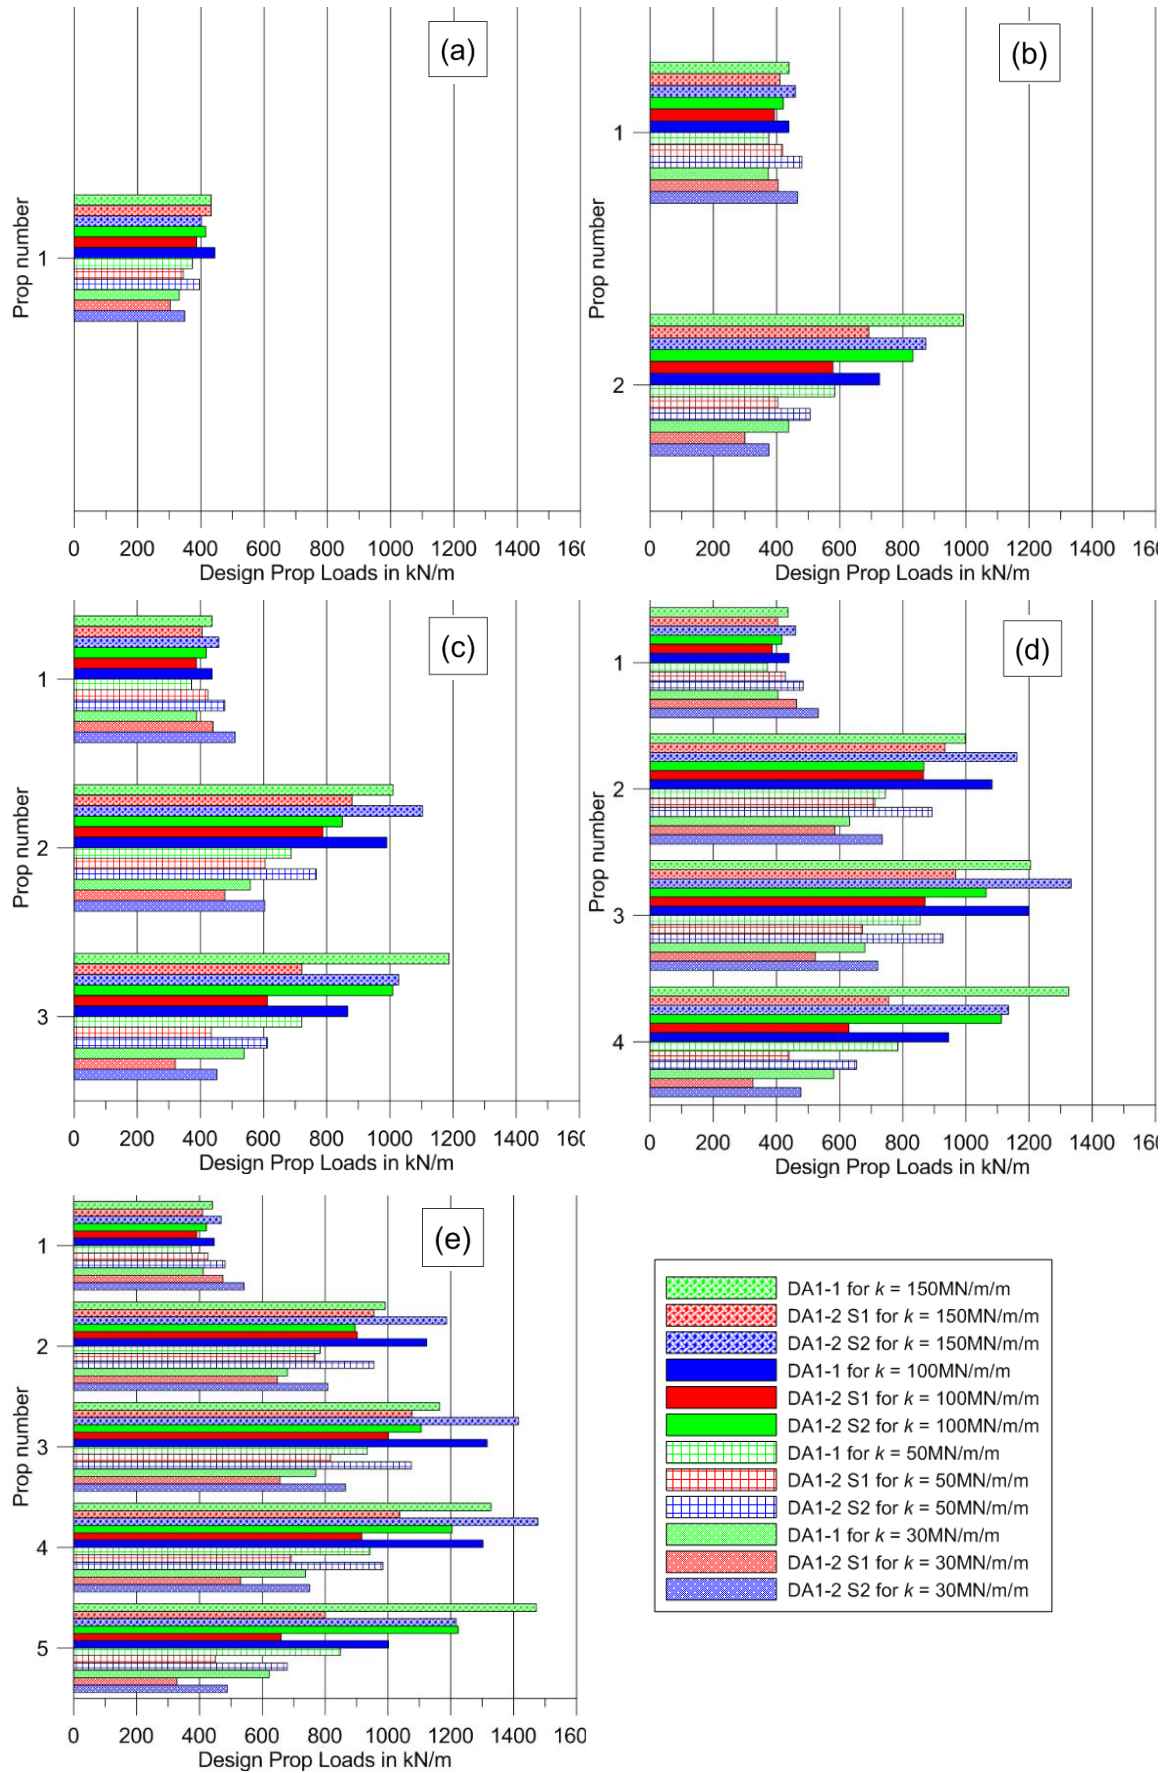 (a)
Prop number
1
0 200 400 600 800 1000 1200 1400 160
Design Prop Loads in kN/m
(b)
Prop number
1
2
0 200 400 600 800 1000 1200 1400 160
Design Prop Loads in kN/m
(c)
Prop number
1
2
3
0 200 400 600 800 1000 1200 1400 160
Design Prop Loads in kN/m
(d)
Prop number
1
2
3
4
0 200 400 600 800 1000 1200 1400 160
Design Prop Loads in kN/m
(e)
Prop number
1
2
3
4
5
0 200 400 600 800 1000 1200 1400 160
Design Prop Loads in kN/m
DA1-1 for k = 150MN/m/m
DA1-2 S1 for k = 150MN/m/m
DA1-2 S2 for k = 150MN/m/m
DA1-1 for k = 100MN/m/m
DA1-2 S1 for k = 100MN/m/m
DA1-2 S2 for k = 100MN/m/m
DA1-1 for k = 50MN/m/m
DA1-2 S1 for k = 50MN/m/m
DA1-2 S2 for k = 50MN/m/m
DA1-1 for k = 30MN/m/m
DA1-2 S1 for k = 30MN/m/m
DA1-2 S2 for k = 30MN/m/m